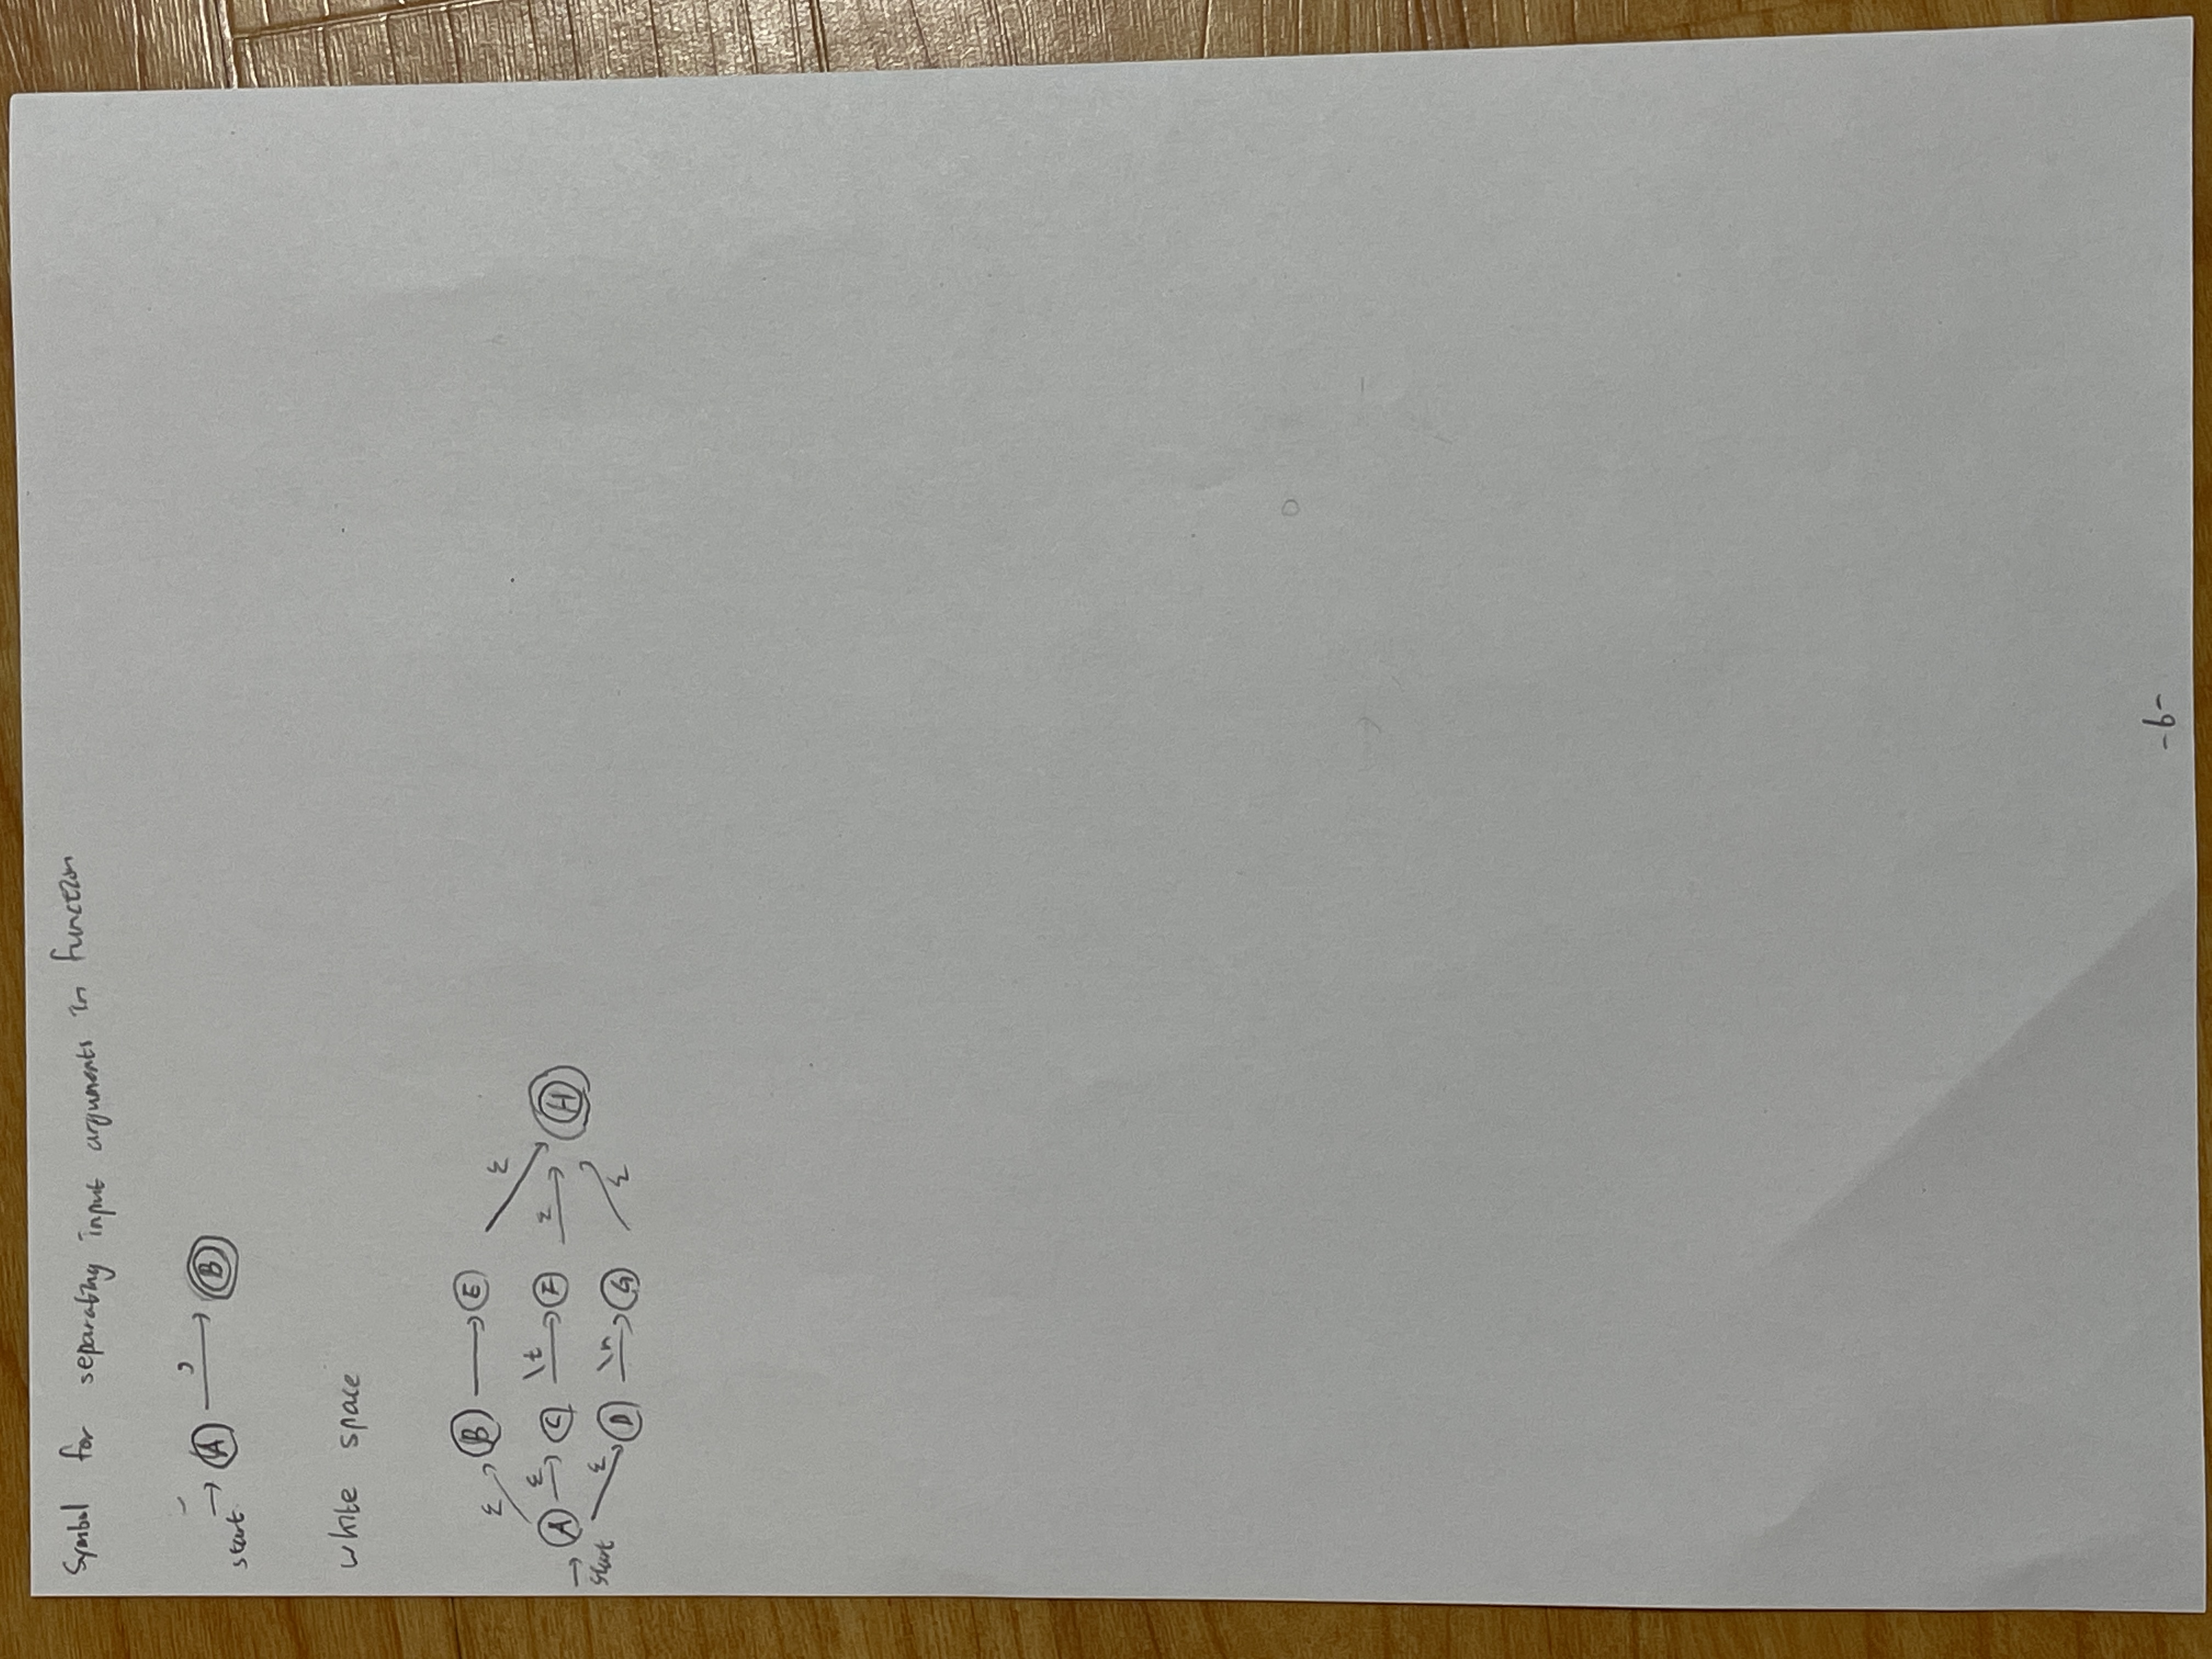 Symbol for separating input arguments in function
,
start → A → B
white space
ε B → E ε
→ A ε C \t → F ε H
start ε D \n → G ε
-6-